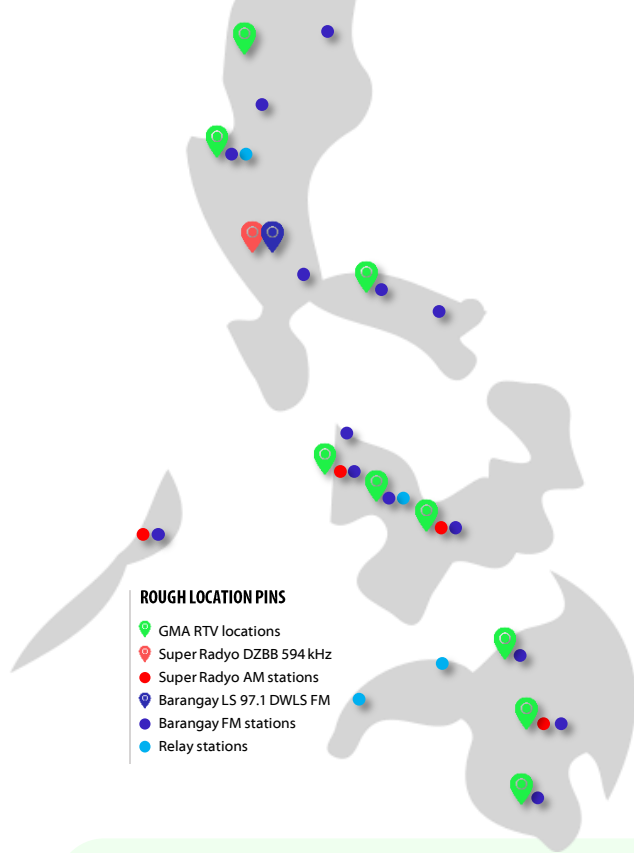 ROUGH LOCATION PINS
GMA RTV locations
Super Radyo DZBB 594 kHz
Super Radyo AM stations
Barangay LS 97.1 DWLS FM
Barangay FM stations
Relay stations